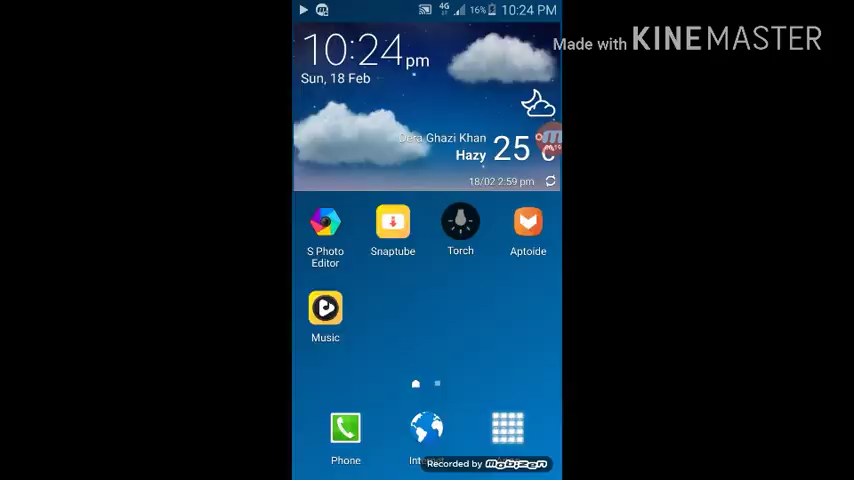 4G 16% 10:24 PM
Made with KINEMASTER
10:24 pm
Sun, 18 Feb
Dera Ghazi Khan
Hazy 25°
18/02 2:59 pm
S Photo Editor
Snaptube
Torch
Aptoide
Music
Phone
Recorded by mobizen